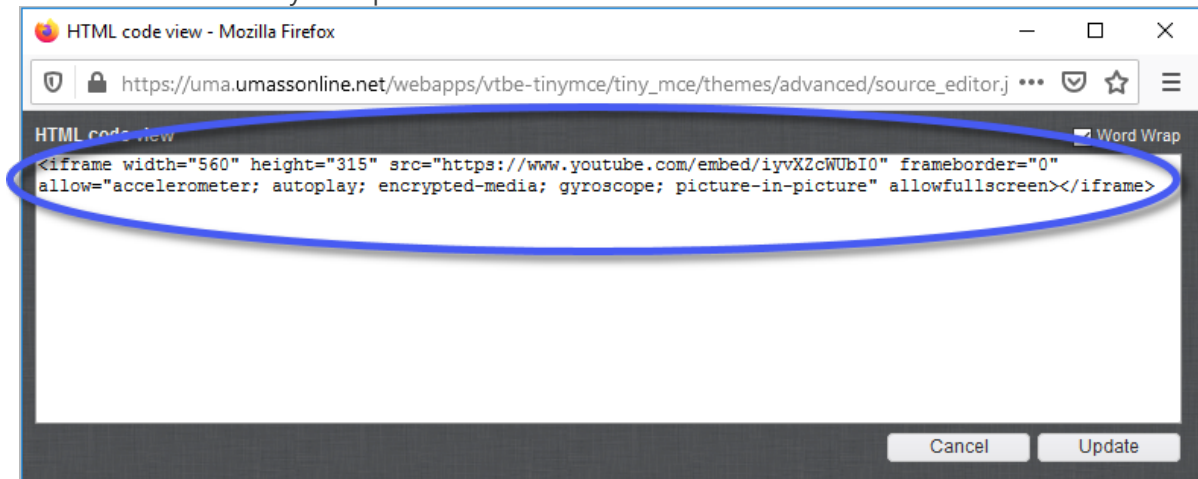 HTML code view - Mozilla Firefox
https://uma.umassonline.net/webapps/vtbe-tinymce/tiny_mce/themes/advanced/source_editor.j
HTML code view
Word Wrap
<iframe width="560" height="315" src="https://www.youtube.com/embed/iyvXZcWUbI0" frameborder="0"
allow="accelerometer; autoplay; encrypted-media; gyroscope; picture-in-picture" allowfullscreen></iframe>
Cancel
Update